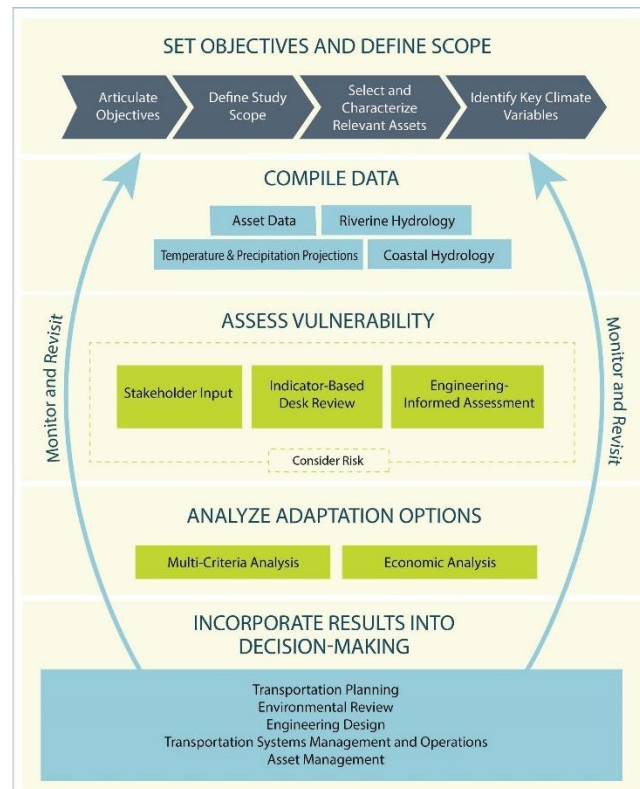 SET OBJECTIVES AND DEFINE SCOPE
Articulate
Objectives
Define Study
Scope
Select and
Characterize
Relevant Assets
Identify Key Climate
Variables
COMPILE DATA
Asset Data
Riverine Hydrology
Temperature & Precipitation Projections
Coastal Hydrology
Monitor and Revisit
Monitor and Revisit
ASSESS VULNERABILITY
Stakeholder Input
Indicator-Based
Desk Review
Engineering-
Informed Assessment
Consider Risk
ANALYZE ADAPTATION OPTIONS
Multi-Criteria Analysis
Economic Analysis
INCORPORATE RESULTS INTO
DECISION-MAKING
Transportation Planning
Environmental Review
Engineering Design
Transportation Systems Management and Operations
Asset Management